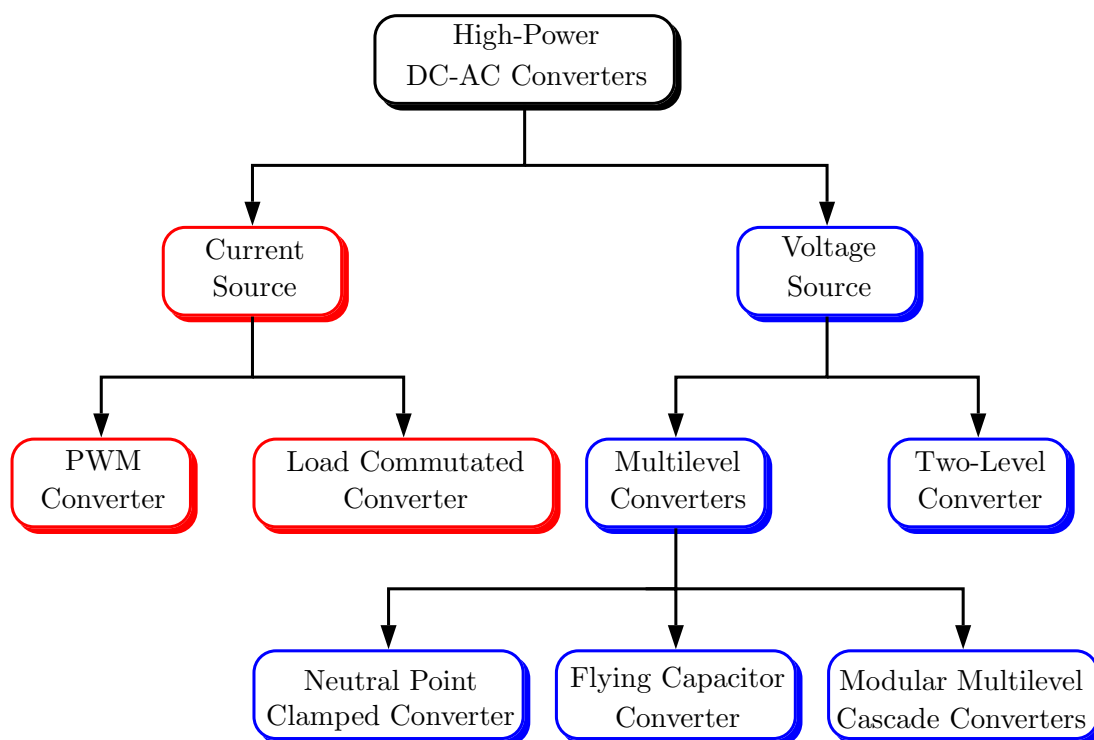 High-Power
DC-AC Converters
Current
Source
Voltage
Source
PWM
Converter
Load Commutated
Converter
Multilevel
Converters
Two-Level
Converter
Neutral Point
Clamped Converter
Flying Capacitor
Converter
Modular Multilevel
Cascade Converters